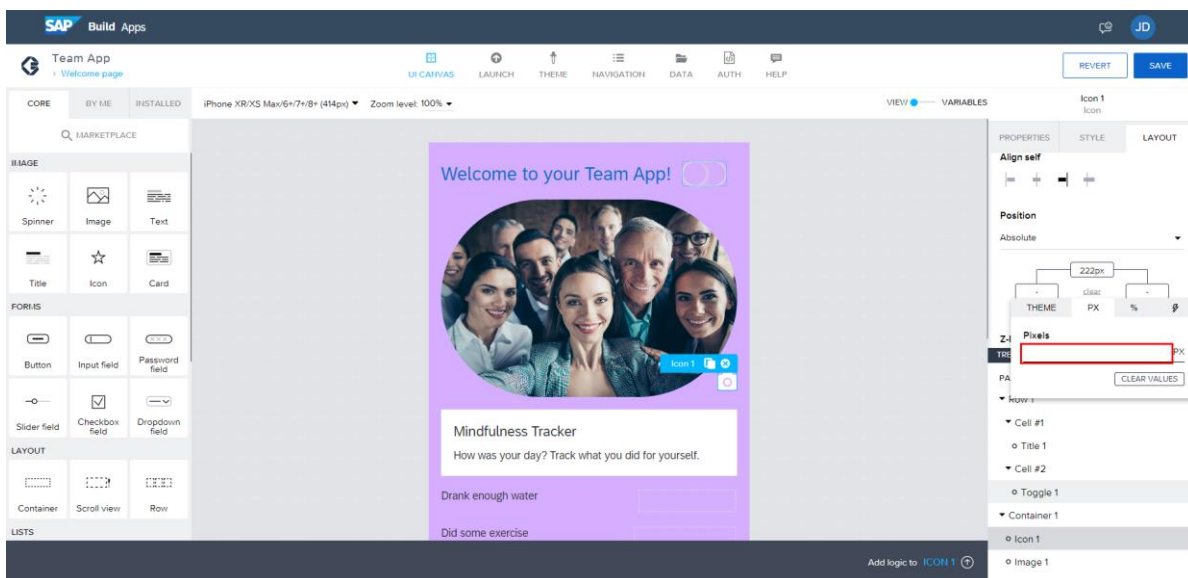 SAP Build Apps
JD
Team App
‹ Welcome page
UI CANVAS LAUNCH THEME NAVIGATION DATA AUTH HELP
REVERT SAVE
CORE BY ME INSTALLED
iPhone XR/XS Max/6+/7+/8+ (414px) Zoom level: 100%
VIEW VARIABLES
Icon 1
Icon
MARKETPLACE
PROPERTIES STYLE LAYOUT
IMAGE
Spinner Image Text
Title Icon Card
FORMS
Button Input field Password field
Slider field Checkbox field Dropdown field
LAYOUT
Container Scroll view Row
LISTS
Welcome to your Team App!
Icon 1
Mindfulness Tracker
How was your day? Track what you did for yourself.
Drank enough water
Did some exercise
Add logic to ICON 1
Align self
Position
Absolute
222px
- clear -
THEME PX %
Pixels
PX
CLEAR VALUES
Row 1
Cell #1
Title 1
Cell #2
Toggle 1
Container 1
Icon 1
Image 1